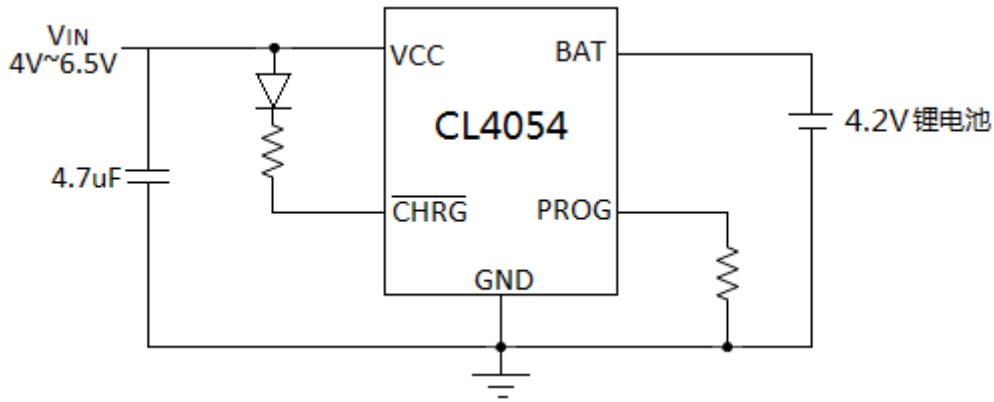 VIN
4V~6.5V
VCC
BAT
CL4054
4.2V 锂电池
4.7uF
CHRG
PROG
GND